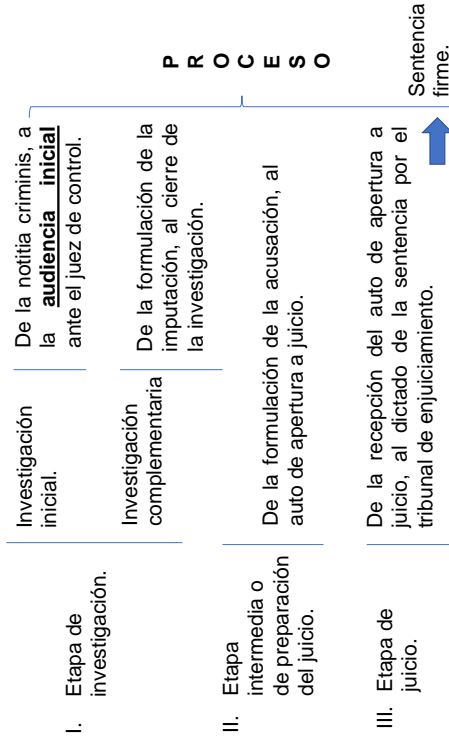 I. Etapa de
investigación.
Investigación
inicial.
De la notitia criminis, a
la audiencia inicial
ante el juez de control.
Investigación
complementaria
De la formulación de la
imputación, al cierre de
la investigación.
II. Etapa
intermedia o
de preparación
del juicio.
De la formulación de la acusación, al
auto de apertura a juicio.
III. Etapa de
juicio.
De la recepción del auto de apertura a
juicio, al dictado de la sentencia por el
tribunal de enjuiciamiento.
P
R
O
C
E
S
O
Sentencia
firme.